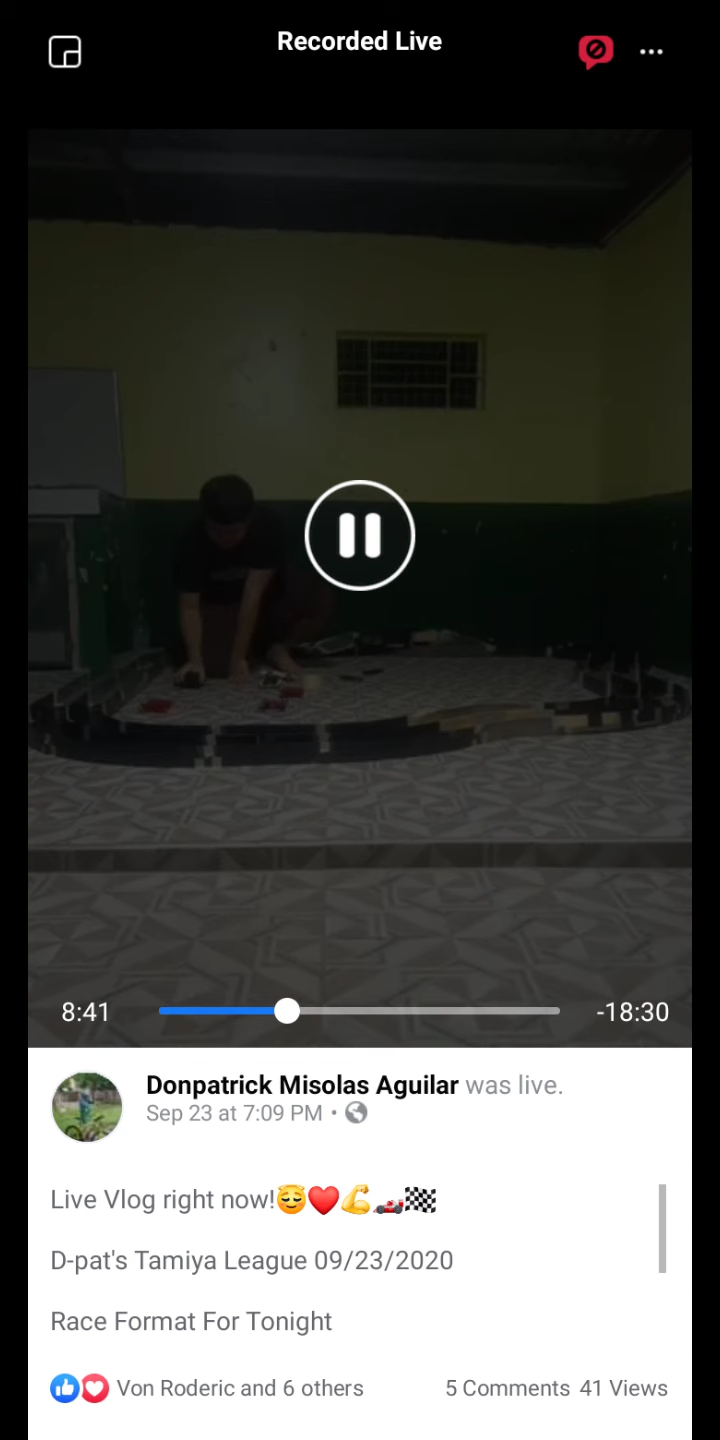 Recorded Live
8:41
-18:30
Donpatrick Misolas Aguilar was live.
Sep 23 at 7:09 PM •
Live Vlog right now!😇❤️💪🏎️🏁
D-pat's Tamiya League 09/23/2020
Race Format For Tonight
Von Roderic and 6 others 5 Comments 41 Views